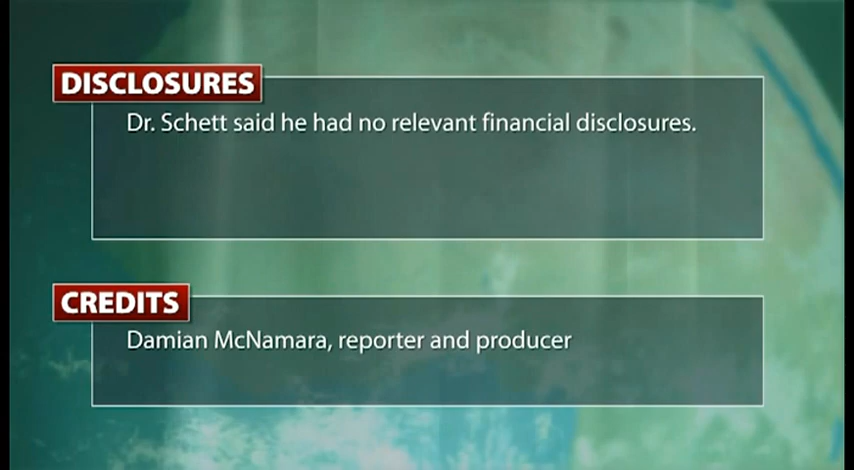 DISCLOSURES
Dr. Schett said he had no relevant financial disclosures.
CREDITS
Damian McNamara, reporter and producer